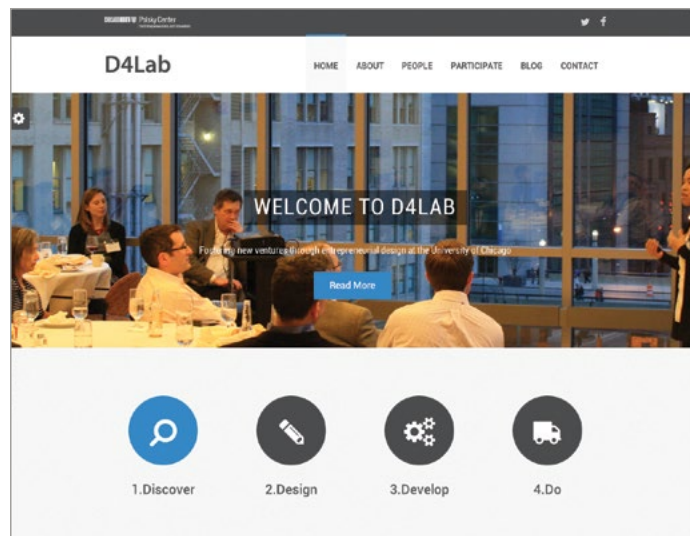 Polsky Center
D4Lab
HOME ABOUT PEOPLE PARTICIPATE BLOG CONTACT
WELCOME TO D4LAB
Fostering new ventures through entrepreneurial design at the University of Chicago
Read More
1.Discover 2.Design 3.Develop 4.Do